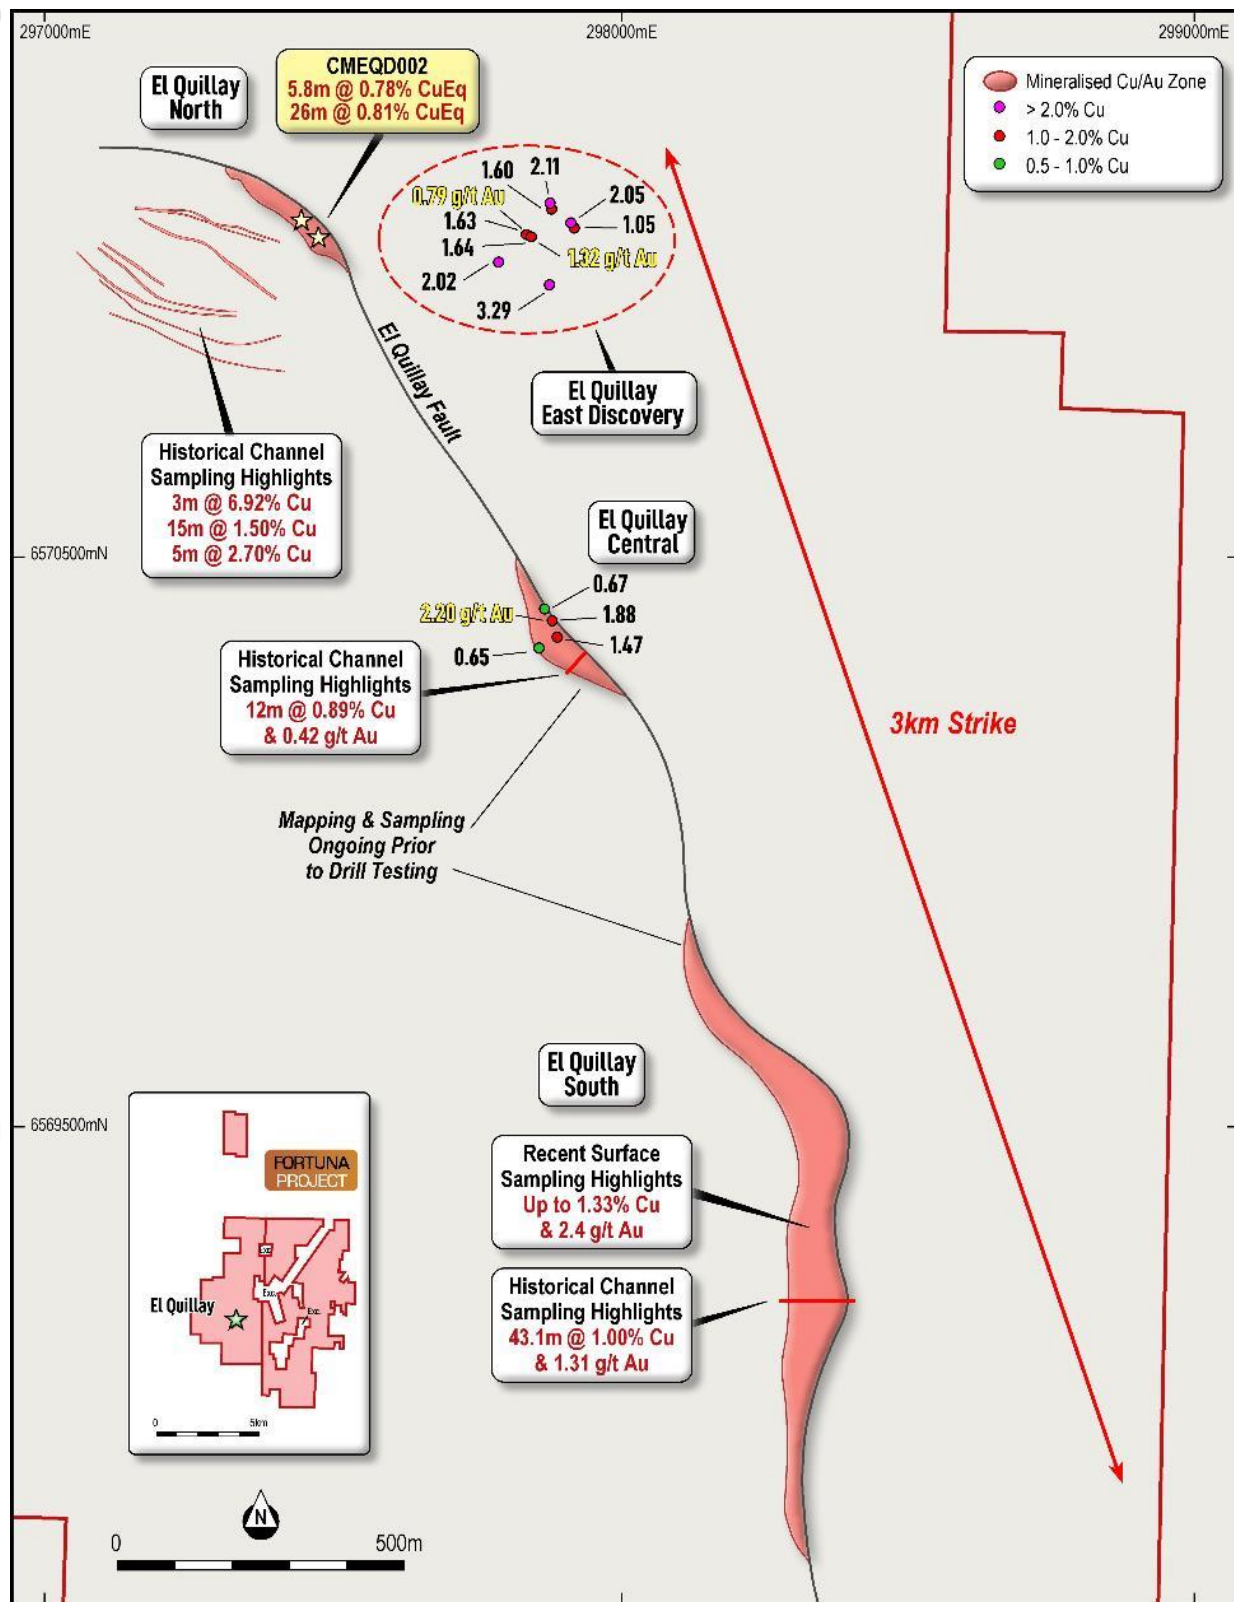 297000mE
298000mE
299000mE
El Quillay
North
CMEQD002
5.8m @ 0.78% CuEq
26m @ 0.81% CuEq
Mineralised Cu/Au Zone
> 2.0% Cu
1.0 - 2.0% Cu
0.5 - 1.0% Cu
1.60
2.11
0.79 g/t Au
2.05
1.63
1.05
1.64
1.32 g/t Au
2.02
3.29
El Quillay Fault
El Quillay
East Discovery
Historical Channel
Sampling Highlights
3m @ 6.92% Cu
15m @ 1.50% Cu
5m @ 2.70% Cu
El Quillay
Central
6570500mN
0.67
2.20 g/t Au
1.88
1.47
0.65
Historical Channel
Sampling Highlights
12m @ 0.89% Cu
& 0.42 g/t Au
3km Strike
Mapping & Sampling
Ongoing Prior
to Drill Testing
El Quillay
South
6569500mN
Recent Surface
Sampling Highlights
Up to 1.33% Cu
& 2.4 g/t Au
Historical Channel
Sampling Highlights
43.1m @ 1.00% Cu
& 1.31 g/t Au
FORTUNA
PROJECT
Exc.
Exc.
Exc.
El Quillay
0
5km
N
0
500m